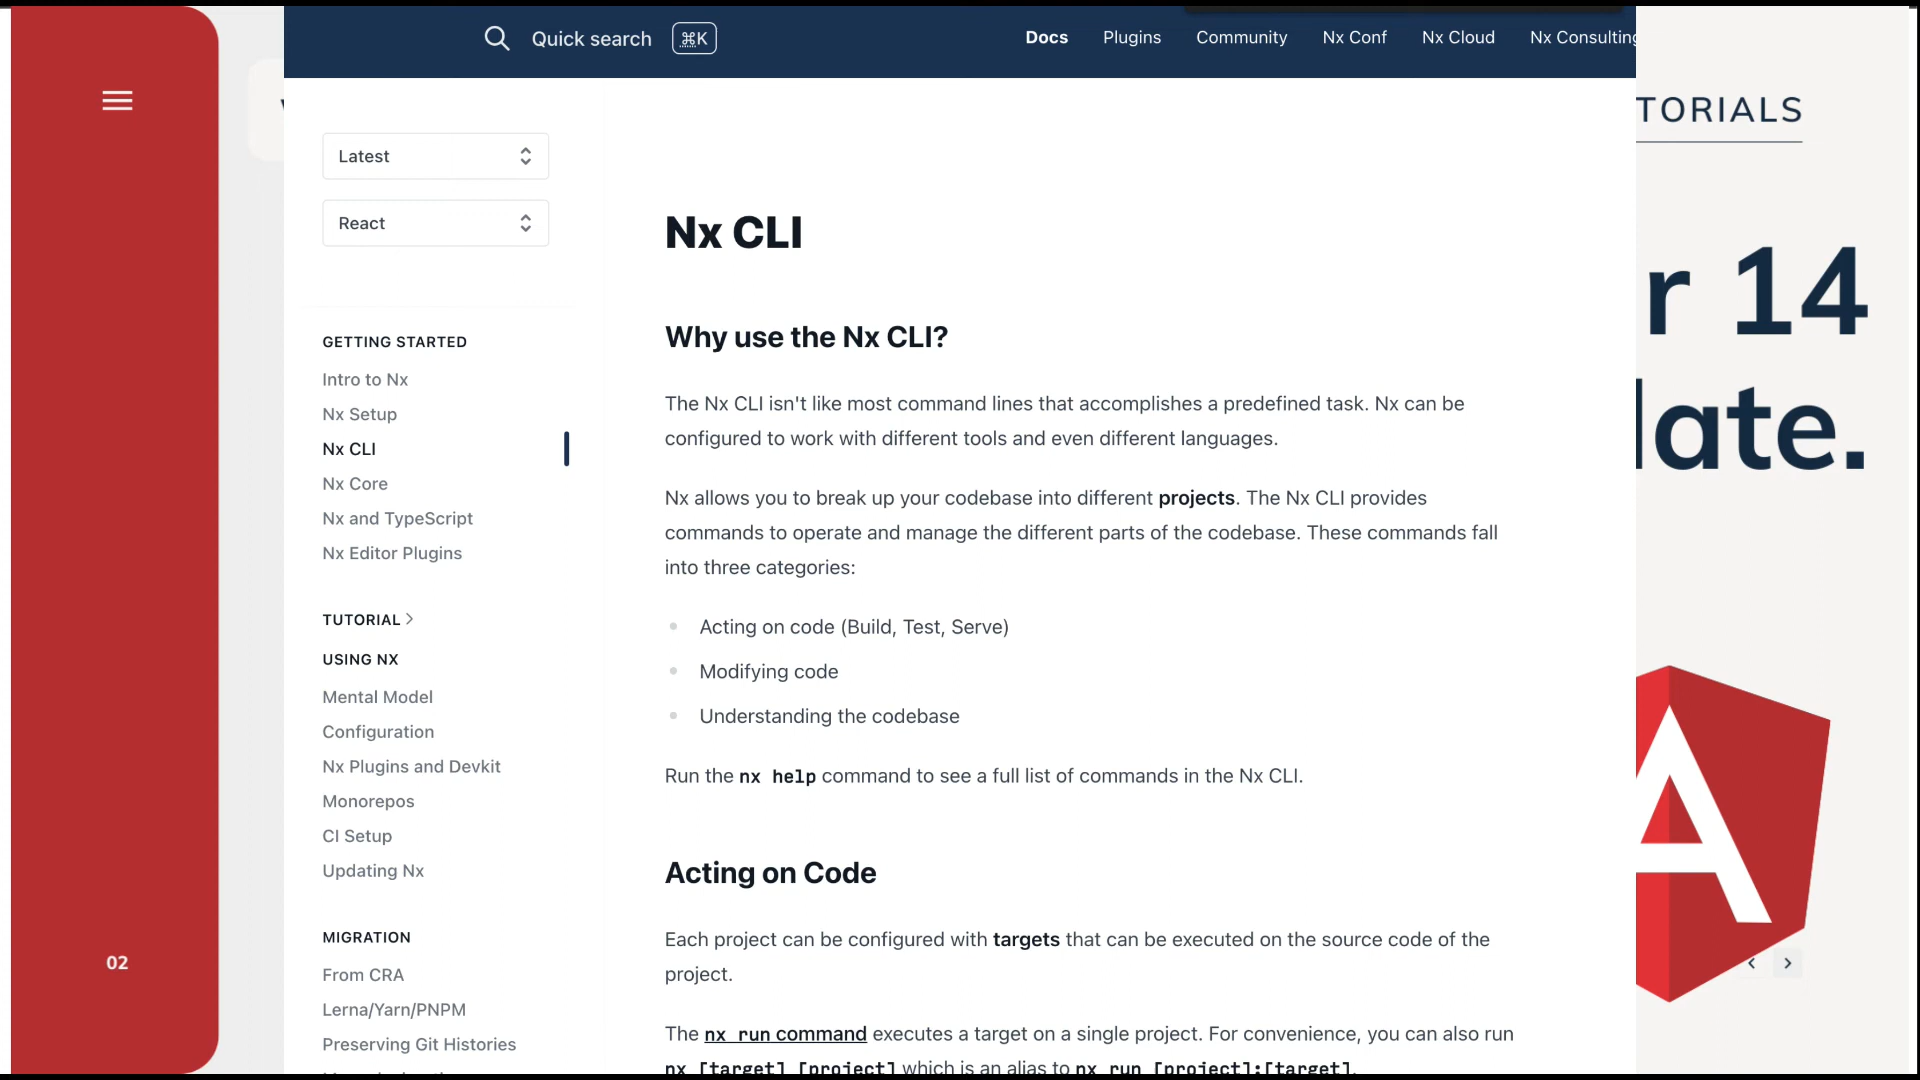 Quick search ⌘K
Docs Plugins Community Nx Conf Nx Cloud Nx Consulting
Latest
React
GETTING STARTED
Intro to Nx
Nx Setup
Nx CLI
Nx Core
Nx and TypeScript
Nx Editor Plugins
TUTORIAL
USING NX
Mental Model
Configuration
Nx Plugins and Devkit
Monorepos
CI Setup
Updating Nx
MIGRATION
From CRA
Lerna/Yarn/PNPM
Preserving Git Histories
Nx CLI
Why use the Nx CLI?
The Nx CLI isn't like most command lines that accomplishes a predefined task. Nx can be
configured to work with different tools and even different languages.
Nx allows you to break up your codebase into different projects. The Nx CLI provides
commands to operate and manage the different parts of the codebase. These commands fall
into three categories:
Acting on code (Build, Test, Serve)
Modifying code
Understanding the codebase
Run the nx help command to see a full list of commands in the Nx CLI.
Acting on Code
Each project can be configured with targets that can be executed on the source code of the
project.
The nx run command executes a target on a single project. For convenience, you can also run
nx [target] [project] which is an alias to nx run [project]:[target].
02
TORIALS
r 14
late.
A